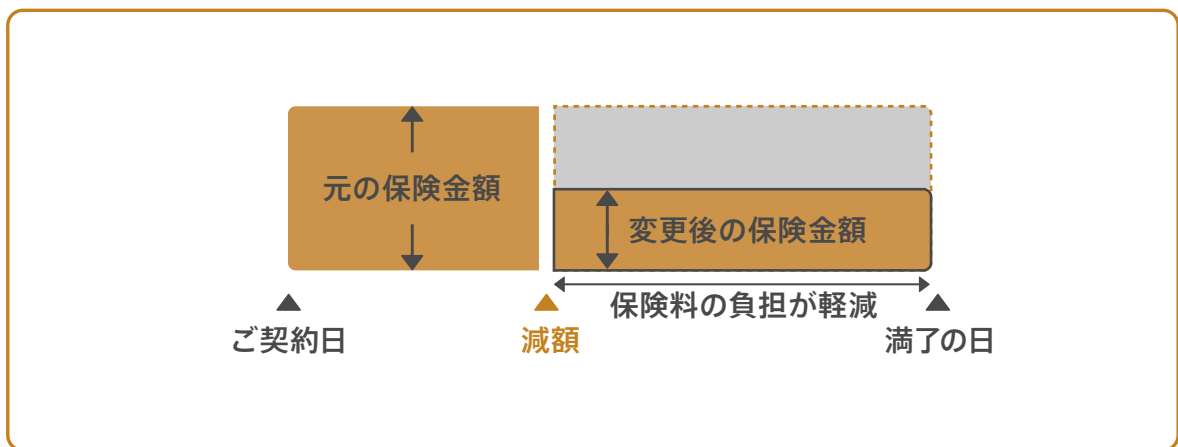 元の保険金額
変更後の保険金額
保険料の負担が軽減
ご契約日
減額
満了の日